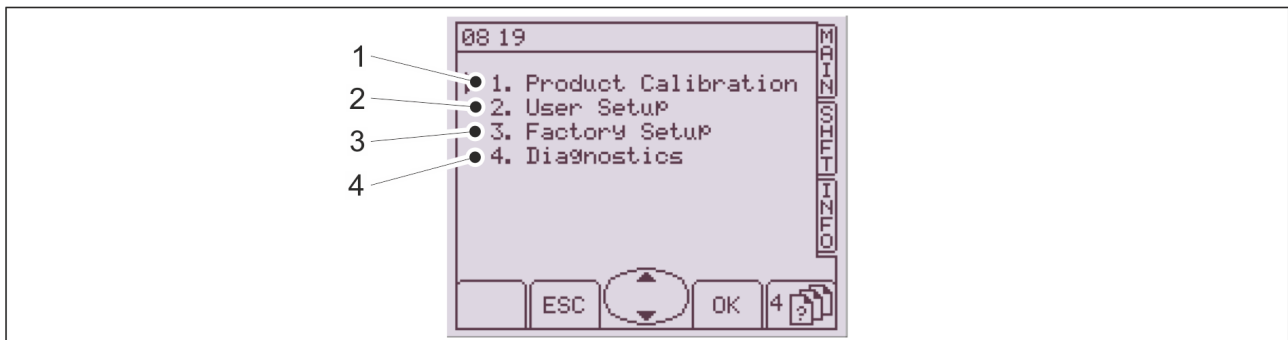 08 19
1
2
3
4
1. Product Calibration
2. User Setup
3. Factory Setup
4. Diagnostics
MAIN
SHFT
INFO
ESC
OK
4
?